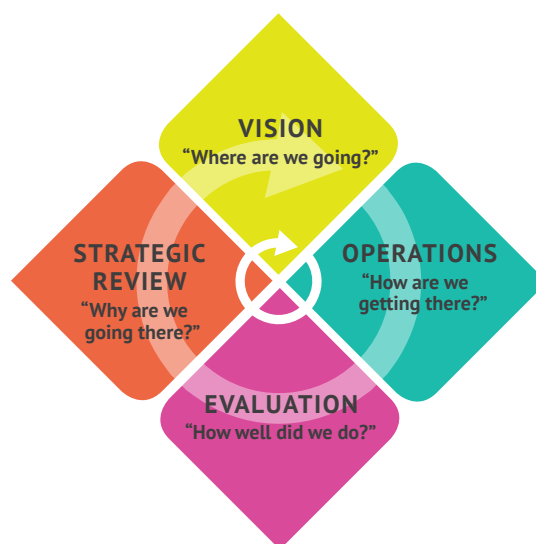 VISION
“Where are we going?”
STRATEGIC
REVIEW
“Why are we
going there?”
OPERATIONS
“How are we
getting there?”
EVALUATION
“How well did we do?”